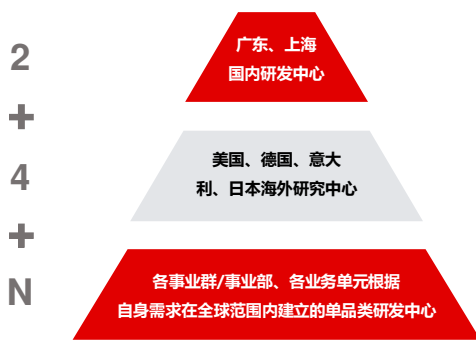 2
广东、上海
国内研发中心
+
4
美国、德国、意大
利、日本海外研究中心
+
N
各事业群/事业部、各业务单元根据
自身需求在全球范围内建立的单品类研发中心